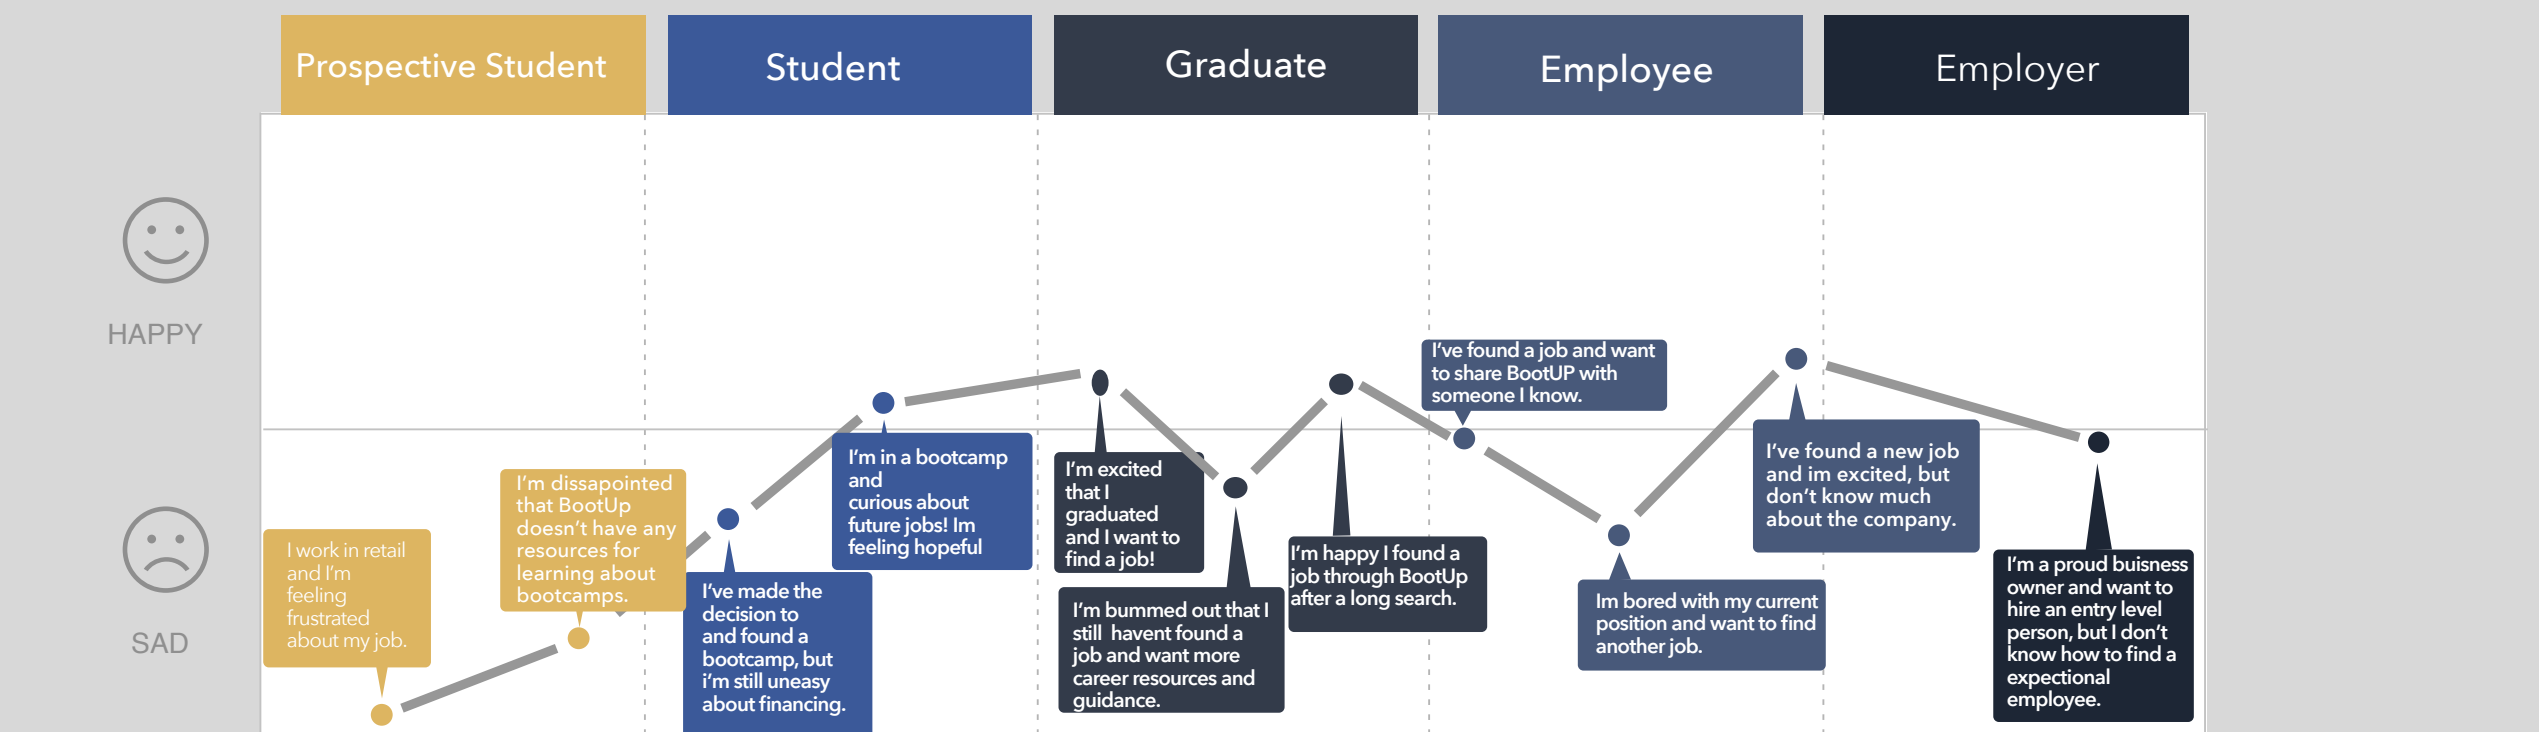 Prospective Student
Student
Graduate
Employee
Employer
HAPPY
SAD
I work in retail
and I'm
feeling
frustrated
about my job.
I'm dissapointed
that BootUp
doesn't have any
resources for
learning about
bootcamps.
I've made the
decision to
and found a
bootcamp, but
i'm still uneasy
about financing.
I'm in a bootcamp
and
curious about
future jobs! Im
feeling hopeful
I'm excited
that I
graduated
and I want to
find a job!
I'm bummed out that I
still havent found a
job and want more
career resources and
guidance.
I'm happy I found a
job through BootUp
after a long search.
I've found a job and want
to share BootUP with
someone I know.
Im bored with my current
position and want to find
another job.
I've found a new job
and im excited, but
don't know much
about the company.
I'm a proud buisness
owner and want to
hire an entry level
person, but I don't
know how to find a
expectional
employee.